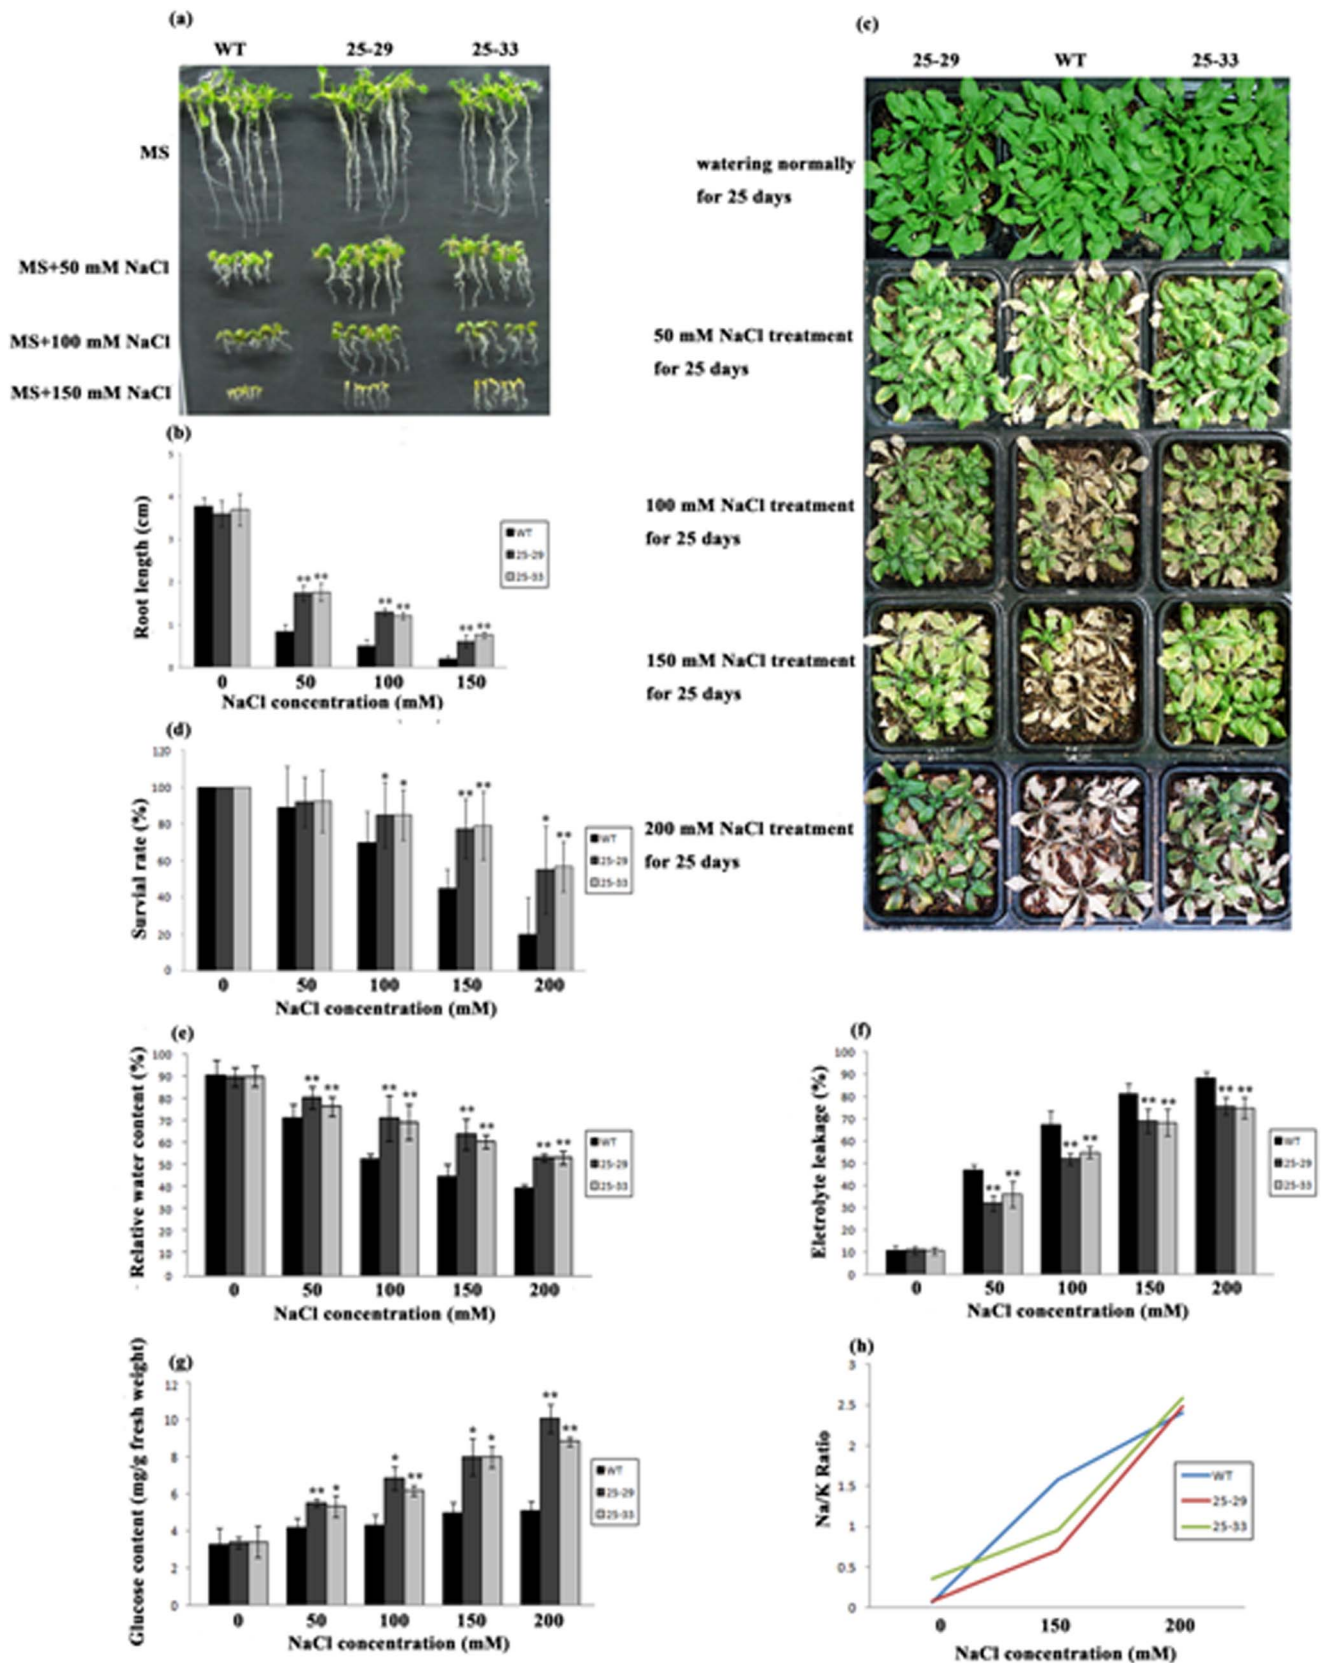 (a)
WT 25-29 25-33
MS
MS+50 mM NaCl
MS+100 mM NaCl
MS+150 mM NaCl
(b)
Root length (cm)
5
4
3
2
1
0
** **
** **
** **
WT
25-29
25-33
0 50 100 150
NaCl concentration (mM)
(c)
25-29 WT 25-33
watering normally
for 25 days
50 mM NaCl treatment
for 25 days
100 mM NaCl treatment
for 25 days
150 mM NaCl treatment
for 25 days
200 mM NaCl treatment
for 25 days
(d)
Survial rate (%)
120
100
80
60
40
20
0
* *
** **
* **
WT
25-29
25-33
0 50 100 150 200
NaCl concentration (mM)
(e)
Relative water content (%)
100
90
80
70
60
50
40
30
20
10
0
** **
** **
** **
** **
WT
25-29
25-33
0 50 100 150 200
NaCl concentration (mM)
(f)
Eletrolyte leakage (%)
100
90
80
70
60
50
40
30
20
10
0
** **
** **
** **
** **
WT
25-29
25-33
0 50 100 150 200
NaCl concentration (mM)
(g)
Glucose content (mg/g fresh weight)
12
10
8
6
4
2
0
** *
* **
* *
** **
WT
25-29
25-33
0 50 100 150 200
NaCl concentration (mM)
(h)
Na/K Ratio
3
2.5
2
1.5
1
0.5
0
WT
25-29
25-33
0 150 200
NaCl concentration (mM)